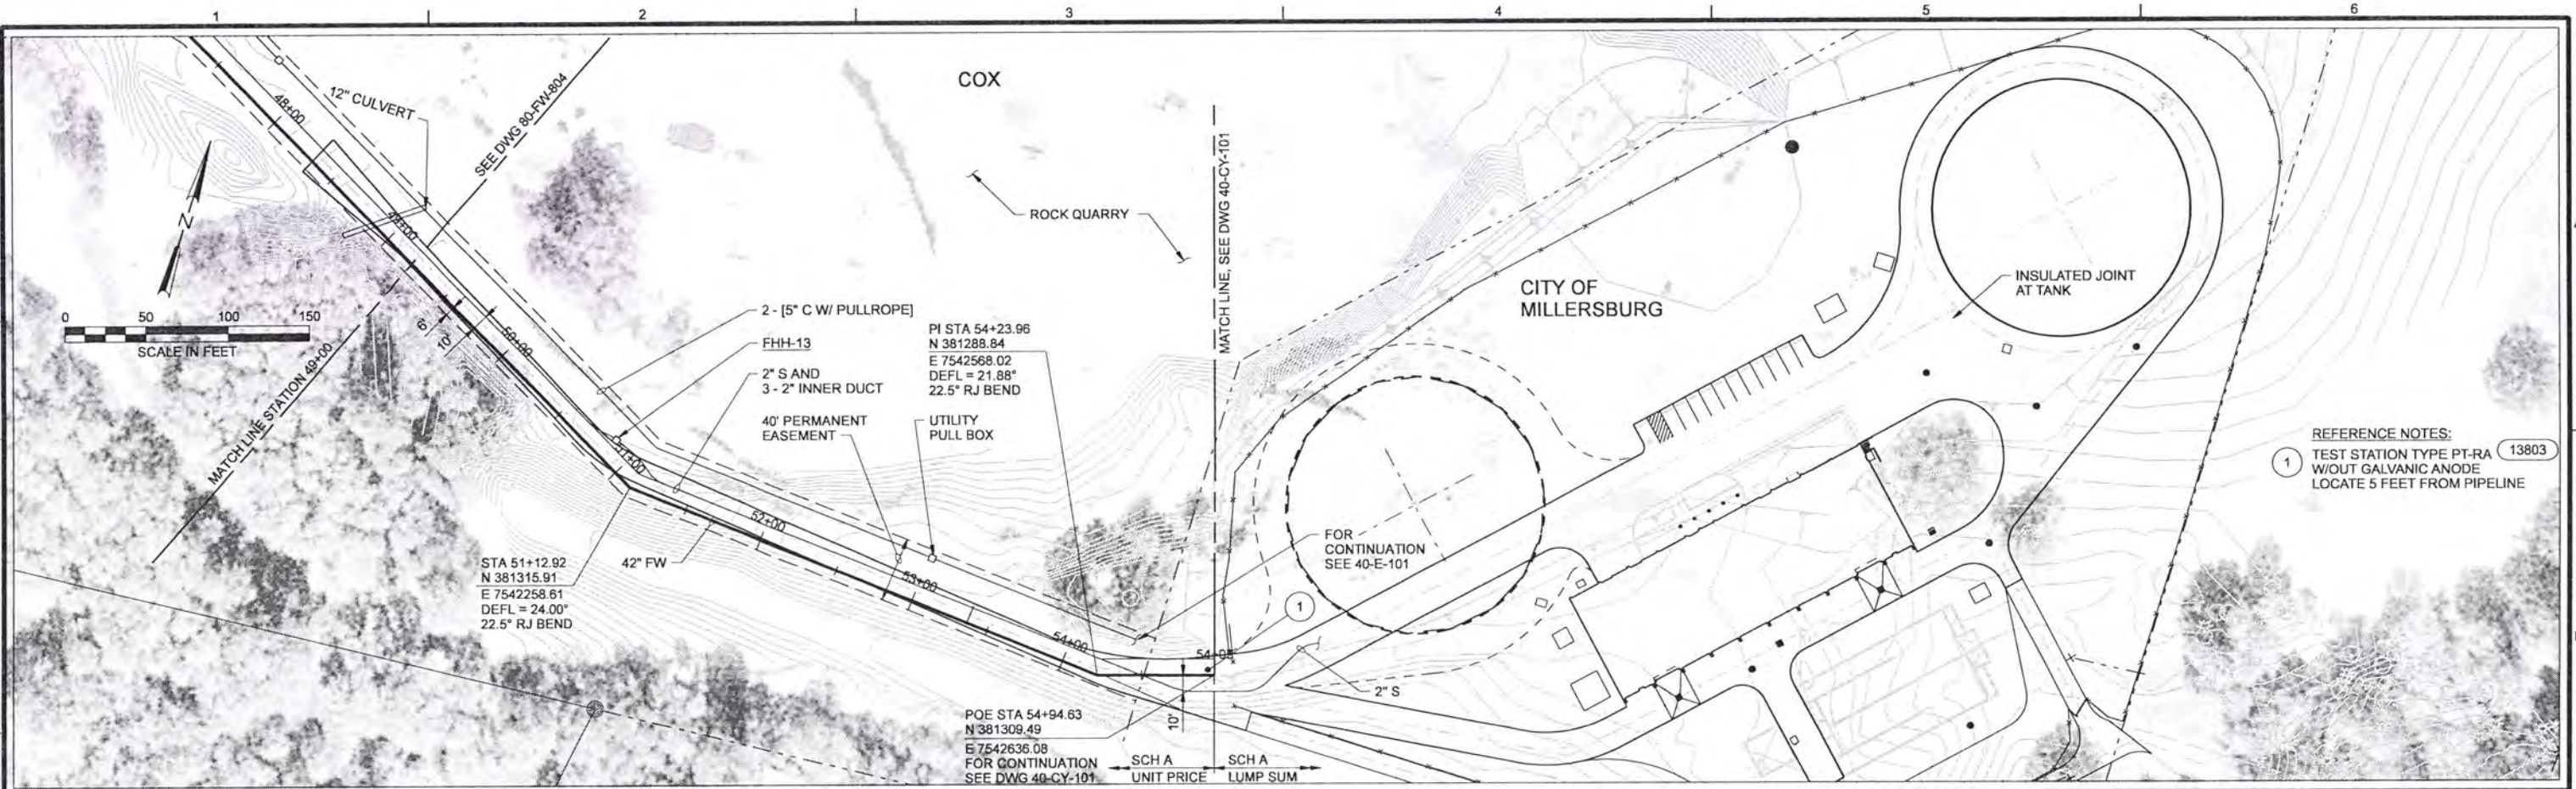 1
2
3
4
5
6
COX
CITY OF
MILLERSBURG
48+00
12" CULVERT
SEE DWG 80-FW-804
49+00
Z
0 50 100 150
SCALE IN FEET
MATCH LINE STATION 49+00
6'
10'
50+00
2 - [5" C W/ PULLROPE]
FHH-13
2" S AND
3 - 2" INNER DUCT
40' PERMANENT
EASEMENT
UTILITY
PULL BOX
PI STA 54+23.96
N 381288.84
E 7542568.02
DEFL = 21.88°
22.5° RJ BEND
ROCK QUARRY
MATCH LINE, SEE DWG 40-CY-101
INSULATED JOINT
AT TANK
51+00
52+00
53+00
54+00
STA 51+12.92
N 381315.91
E 7542258.61
DEFL = 24.00°
22.5° RJ BEND
42" FW
FOR
CONTINUATION
SEE 40-E-101
1
2" S
10'
POE STA 54+94.63
N 381309.49
E 7542636.08
FOR CONTINUATION
SEE DWG 40-CY-101
SCH A
UNIT PRICE
SCH A
LUMP SUM
REFERENCE NOTES:
1 TEST STATION TYPE PT-RA 13803
W/OUT GALVANIC ANODE
LOCATE 5 FEET FROM PIPELINE